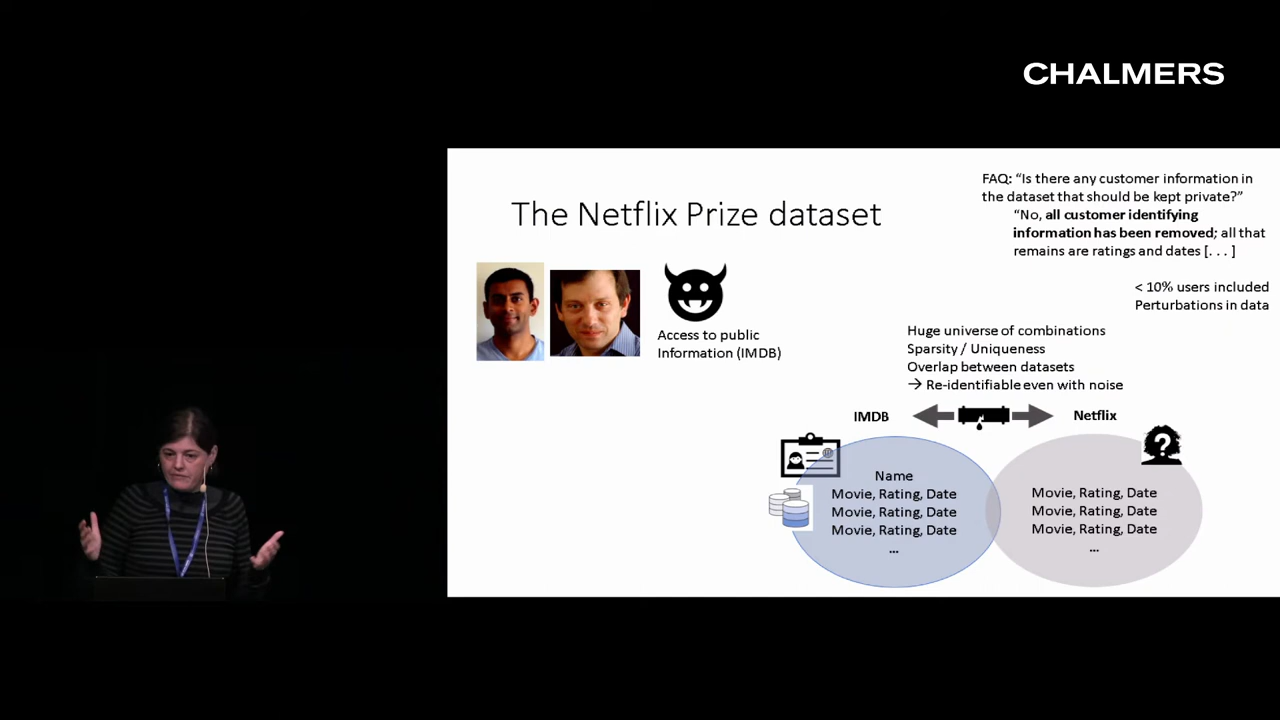 CHALMERS
The Netflix Prize dataset
FAQ: “Is there any customer information in
the dataset that should be kept private?”
“No, all customer identifying
information has been removed; all that
remains are ratings and dates [. . . ]
< 10% users included
Perturbations in data
Access to public
Information (IMDB)
Huge universe of combinations
Sparsity / Uniqueness
Overlap between datasets
→ Re-identifiable even with noise
IMDB
Netflix
?
@
Name
Movie, Rating, Date
Movie, Rating, Date
Movie, Rating, Date
...
Movie, Rating, Date
Movie, Rating, Date
Movie, Rating, Date
...